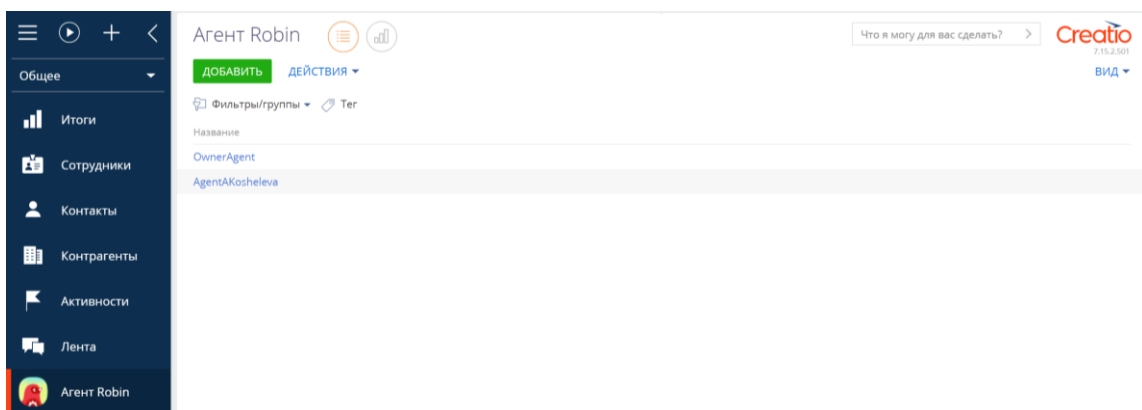 Агент Robin
Что я могу для вас сделать?
Creatio
7.15.2.501
Общее
ДОБАВИТЬ
ДЕЙСТВИЯ
ВИД
Фильтры/группы
Тег
Итоги
Название
OwnerAgent
Сотрудники
AgentAKosheleva
Контакты
Контрагенты
Активности
Лента
Агент Robin